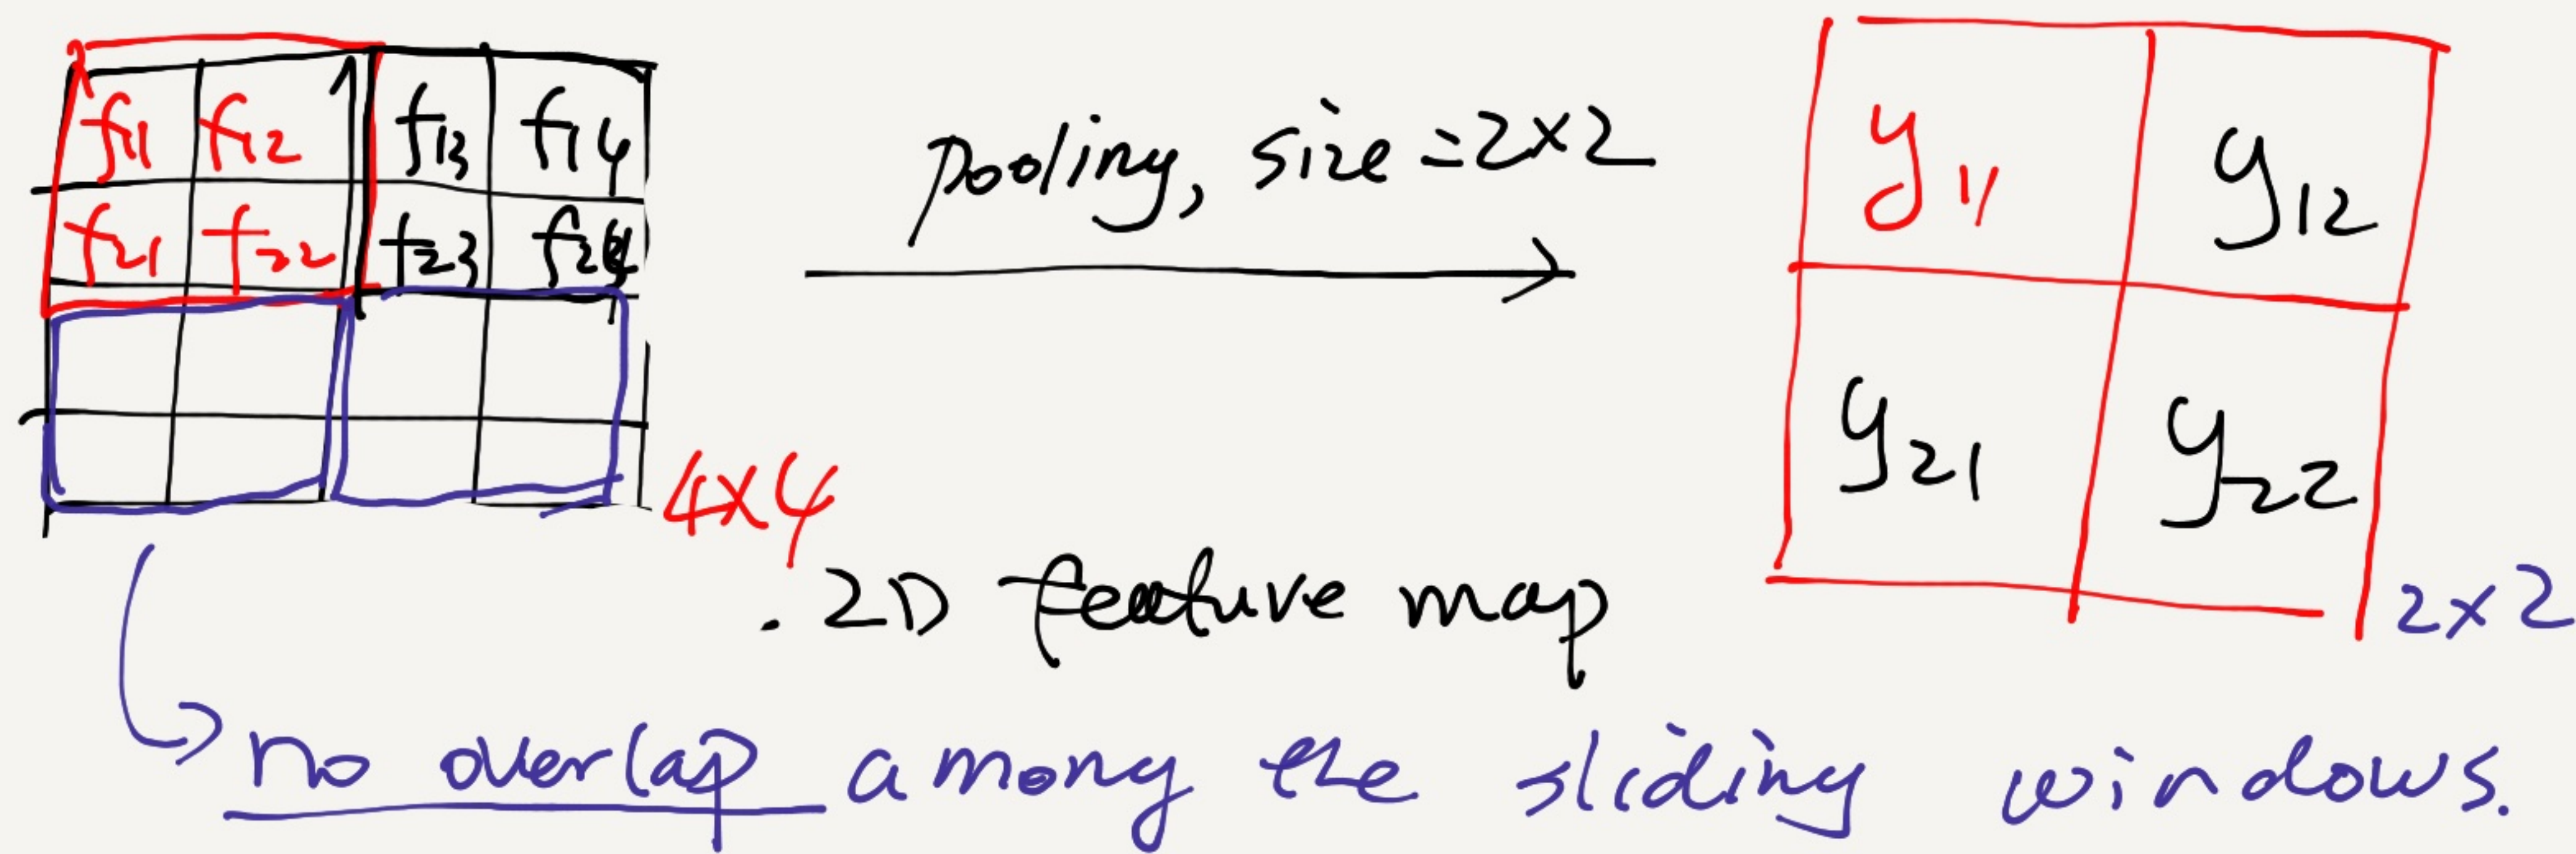 f11 f12 f13 f14
f21 f22 f23 f24
pooling, size = 2×2
y11 y12
y21 y22
4×4
2×2
. 2D feature map
no overlap among the sliding windows.